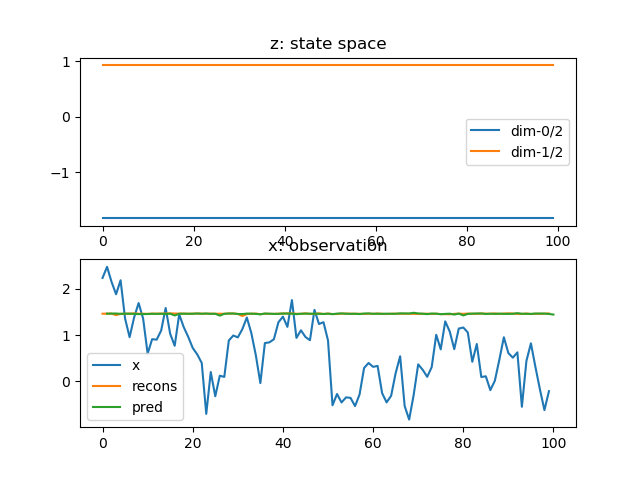 z: state space
1
0
−1
dim-0/2
dim-1/2
0 20 40 60 80 100
x: observation
2
1
0
x
recons
pred
0 20 40 60 80 100